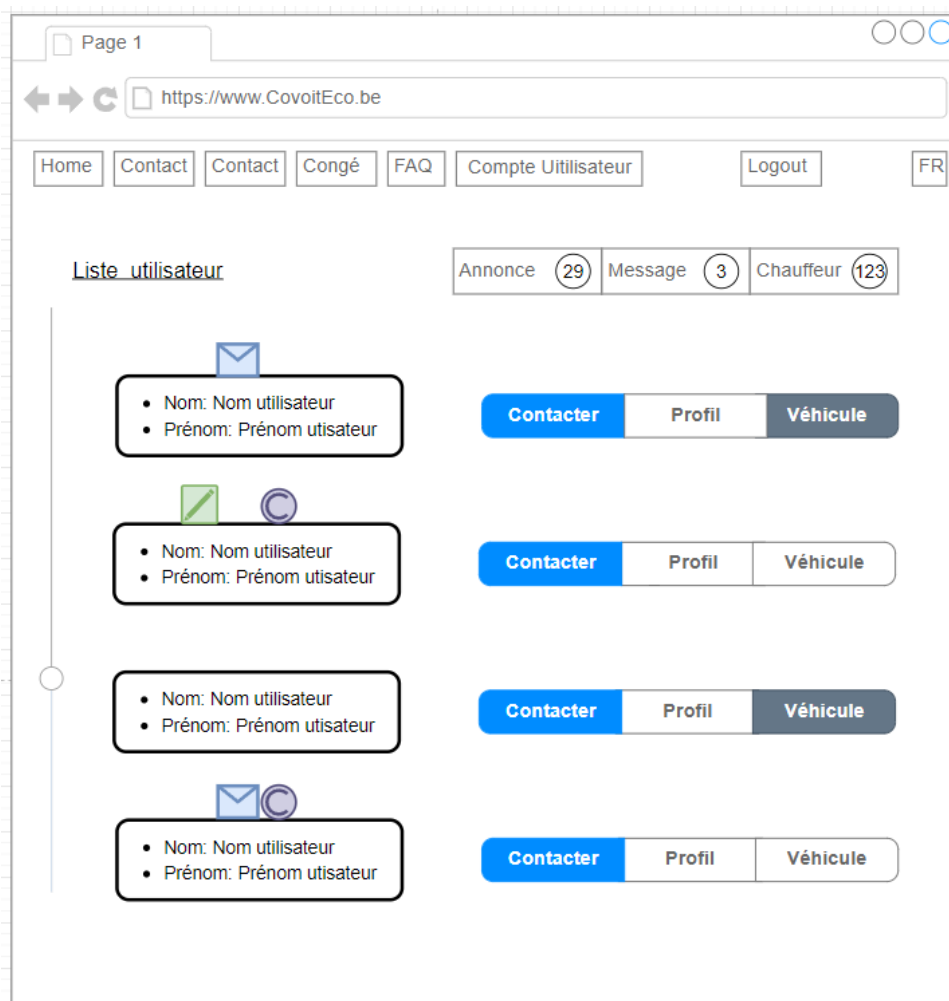 Page 1
https://www.CovoitEco.be
Home Contact Contact Congé FAQ Compte Uitilisateur Logout FR
Liste utilisateur Annonce 29 Message 3 Chauffeur 123
• Nom: Nom utilisateur
• Prénom: Prénom utisateur
Contacter Profil Véhicule
C
• Nom: Nom utilisateur
• Prénom: Prénom utisateur
Contacter Profil Véhicule
• Nom: Nom utilisateur
• Prénom: Prénom utisateur
Contacter Profil Véhicule
C
• Nom: Nom utilisateur
• Prénom: Prénom utisateur
Contacter Profil Véhicule